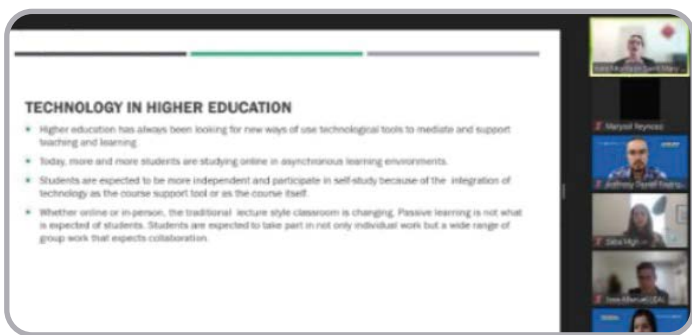 TECHNOLOGY IN HIGHER EDUCATION
Higher education has always been looking for new ways of use technological tools to mediate and support
teaching and learning
Today, more and more students are studying online in asynchronous learning environments.
Students are expected to be more independent and participate in self-study because of the integration of
technology as the course support tool or as the course itself.
Whether online or in-person, the traditional lecture style classroom is changing. Passive learning is not what
is expected of students. Students are expected to take part in not only individual work but a wide range of
group work that expects collaboration.